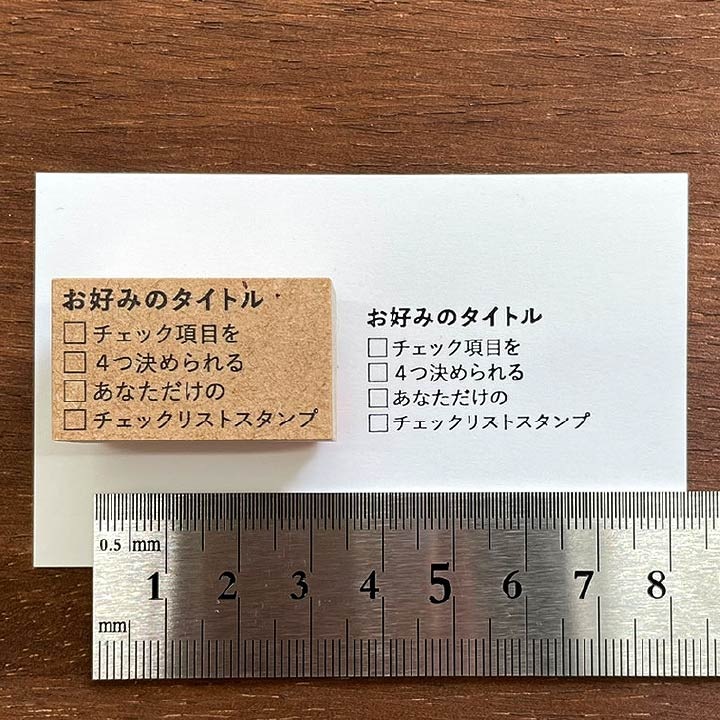 お好みのタイトル
□チェック項目を
□４つ決められる
□あなただけの
□チェックリストスタンプ
お好みのタイトル
□チェック項目を
□４つ決められる
□あなただけの
□チェックリストスタンプ
0.5 mm
1 2 3 4 5 6 7 8
mm